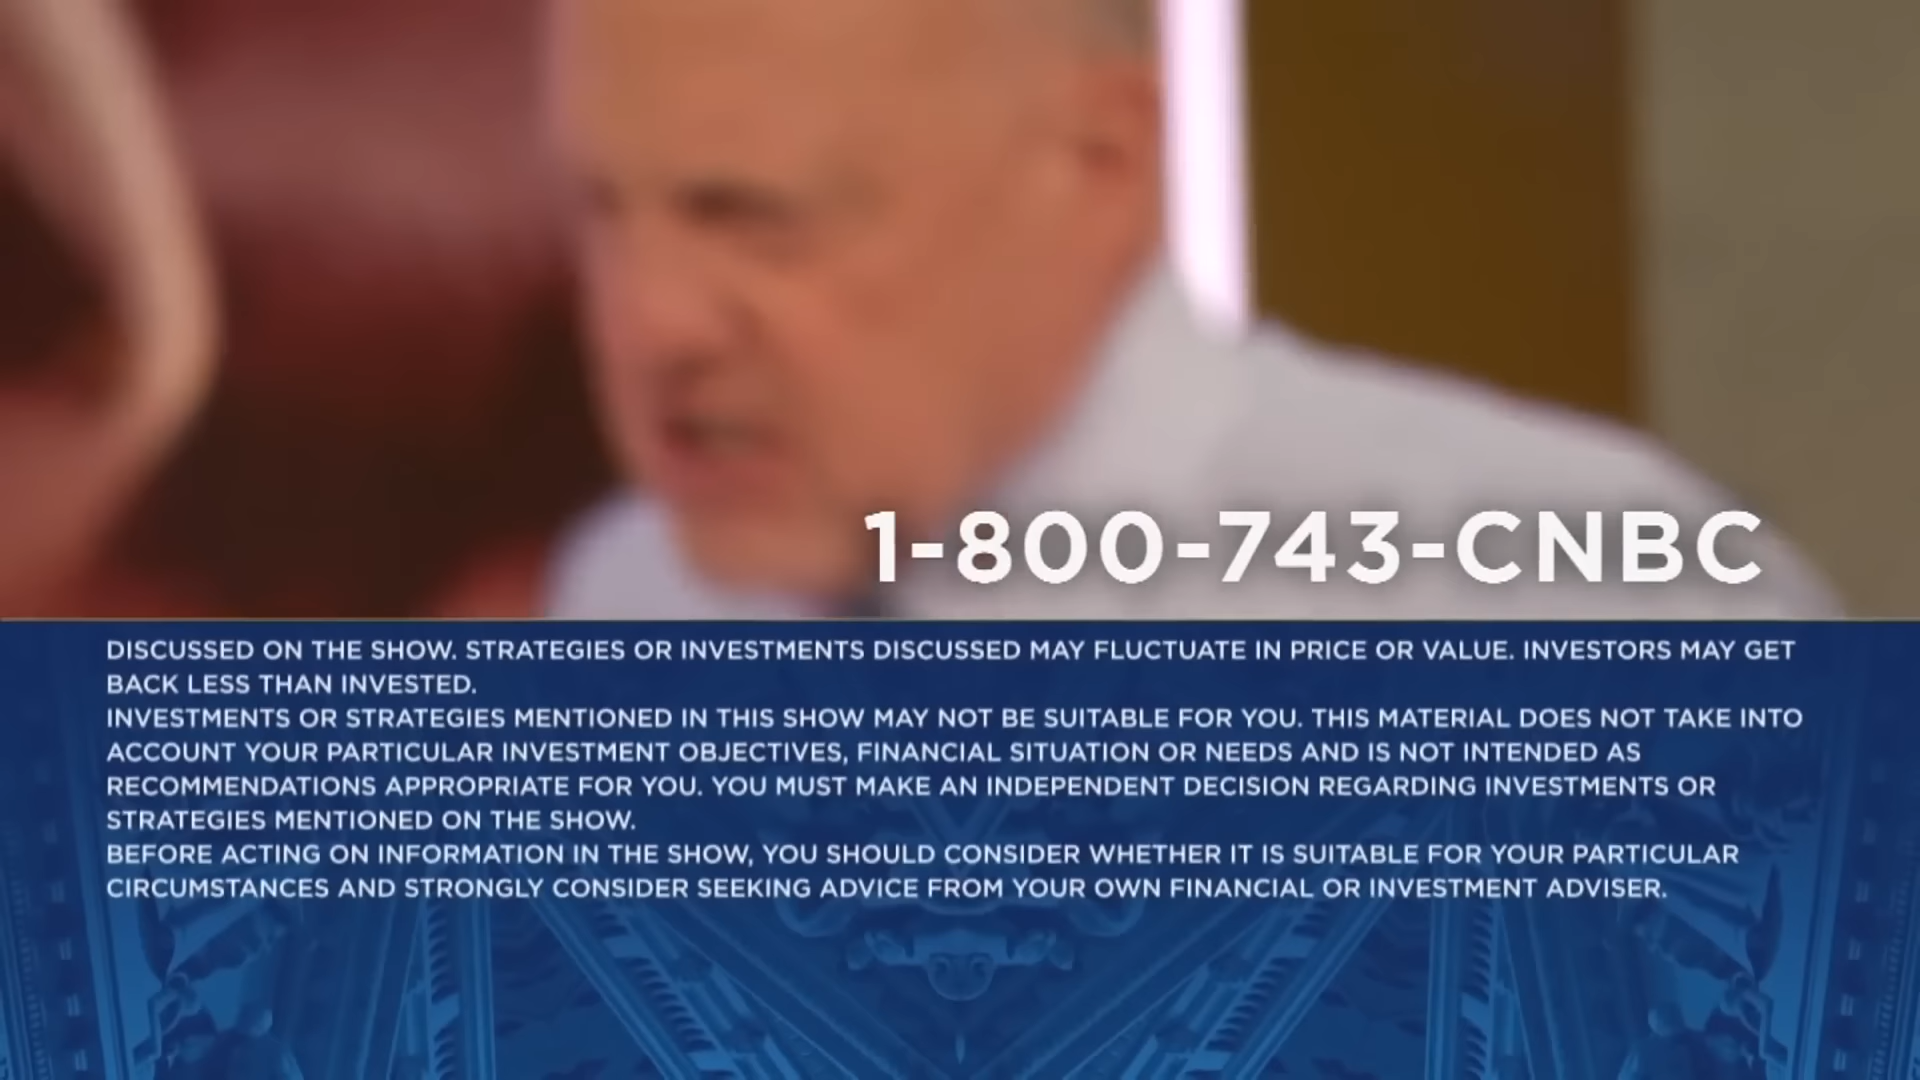 1-800-743-CNBC
DISCUSSED ON THE SHOW. STRATEGIES OR INVESTMENTS DISCUSSED MAY FLUCTUATE IN PRICE OR VALUE. INVESTORS MAY GET
BACK LESS THAN INVESTED.
INVESTMENTS OR STRATEGIES MENTIONED IN THIS SHOW MAY NOT BE SUITABLE FOR YOU. THIS MATERIAL DOES NOT TAKE INTO
ACCOUNT YOUR PARTICULAR INVESTMENT OBJECTIVES, FINANCIAL SITUATION OR NEEDS AND IS NOT INTENDED AS
RECOMMENDATIONS APPROPRIATE FOR YOU. YOU MUST MAKE AN INDEPENDENT DECISION REGARDING INVESTMENTS OR
STRATEGIES MENTIONED ON THE SHOW.
BEFORE ACTING ON INFORMATION IN THE SHOW, YOU SHOULD CONSIDER WHETHER IT IS SUITABLE FOR YOUR PARTICULAR
CIRCUMSTANCES AND STRONGLY CONSIDER SEEKING ADVICE FROM YOUR OWN FINANCIAL OR INVESTMENT ADVISER.